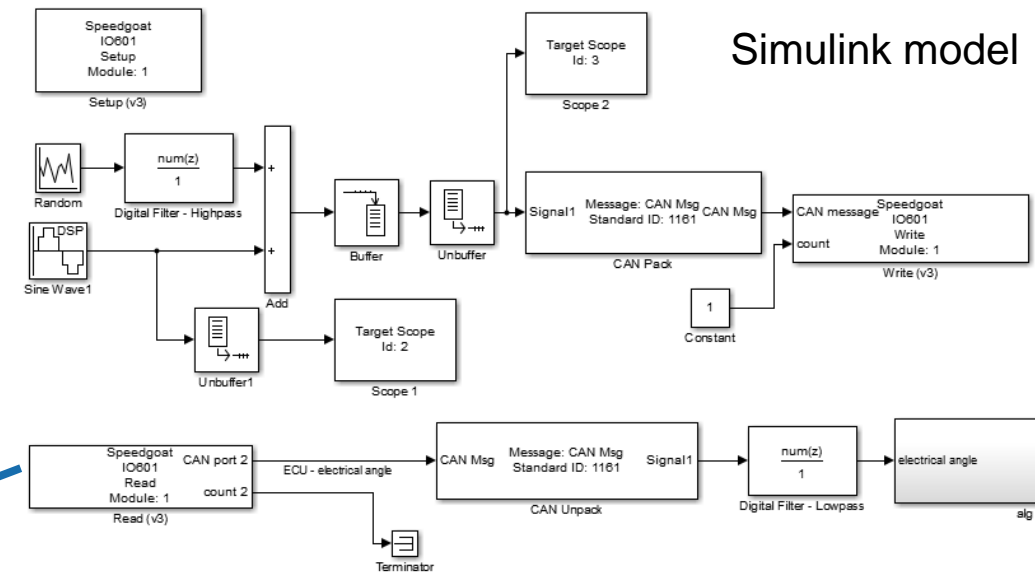 Simulink model
Speedgoat
IO601
Setup
Module: 1
Setup (v3)
Target Scope
Id: 3
Scope 2
Random
num(z)
1
Digital Filter - Highpass
+
+
Add
DSP
Sine Wave1
Buffer
Unbuffer
Signal1
Message: CAN Msg
Standard ID: 1161
CAN Msg
CAN Pack
CAN message
count
Speedgoat
IO601
Write
Module: 1
Write (v3)
1
Constant
Unbuffer1
Target Scope
Id: 2
Scope 1
Speedgoat
IO601
Read
Module: 1
CAN port 2
count 2
Read (v3)
ECU - electrical angle
Terminator
CAN Msg
Message: CAN Msg
Standard ID: 1161
Signal1
CAN Unpack
num(z)
1
Digital Filter - Lowpass
electrical angle
alg